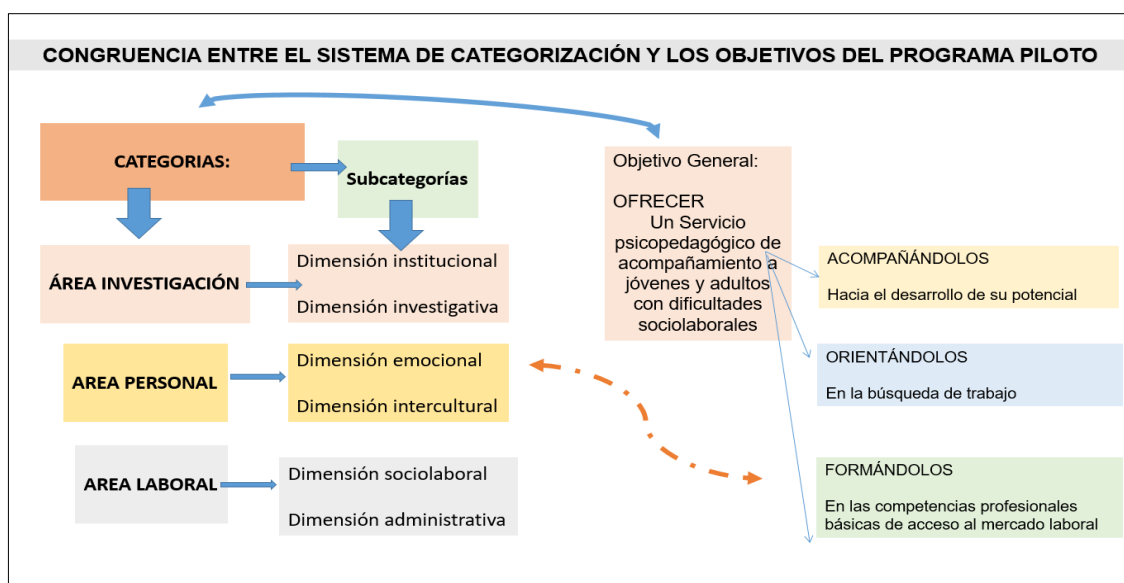 CONGRUENCIA ENTRE EL SISTEMA DE CATEGORIZACIÓN Y LOS OBJETIVOS DEL PROGRAMA PILOTO
CATEGORIAS:
Subcategorías
ÁREA INVESTIGACIÓN
Dimensión institucional
Dimensión investigativa
AREA PERSONAL
Dimensión emocional
Dimensión intercultural
AREA LABORAL
Dimensión sociolaboral
Dimensión administrativa
Objetivo General:
OFRECER
Un Servicio
psicopedagógico de
acompañamiento a
jóvenes y adultos
con dificultades
sociolaborales
ACOMPAÑÁNDOLOS
Hacia el desarrollo de su potencial
ORIENTÁNDOLOS
En la búsqueda de trabajo
FORMÁNDOLOS
En las competencias profesionales
básicas de acceso al mercado laboral